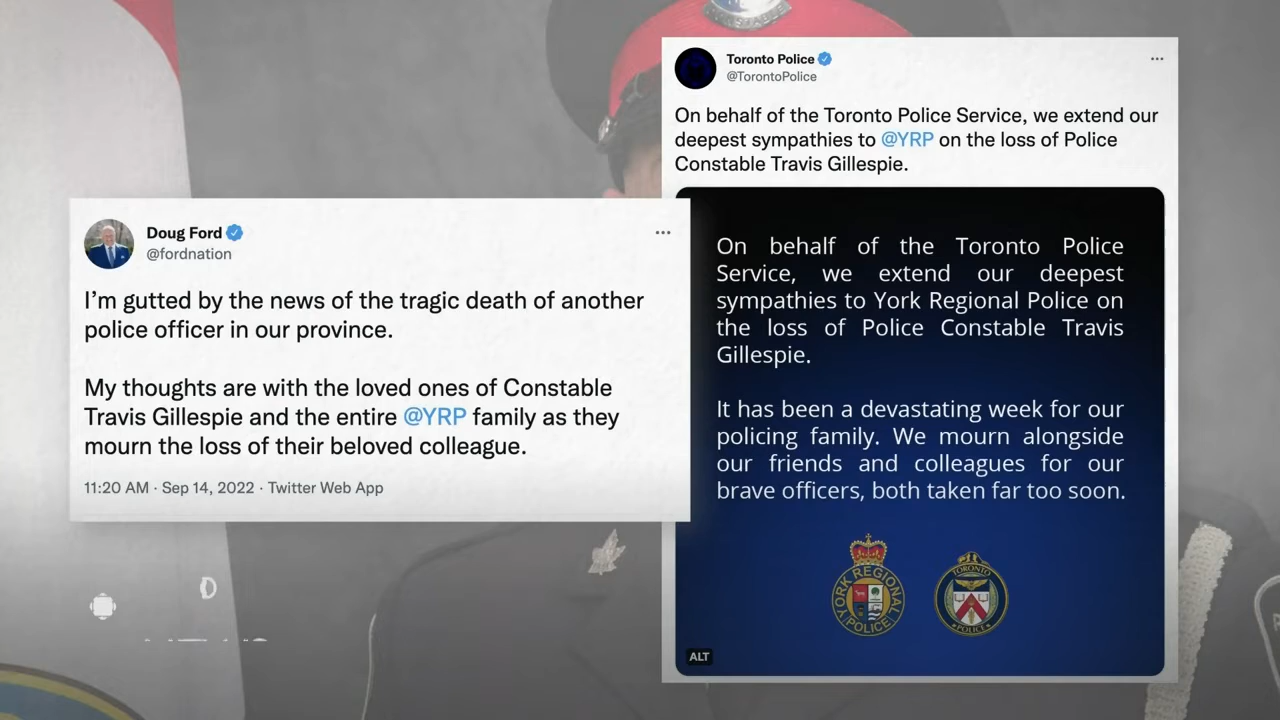 Doug Ford
@fordnation
I'm gutted by the news of the tragic death of another
police officer in our province.
My thoughts are with the loved ones of Constable
Travis Gillespie and the entire @YRP family as they
mourn the loss of their beloved colleague.
11:20 AM · Sep 14, 2022 · Twitter Web App
Toronto Police
@TorontoPolice
On behalf of the Toronto Police Service, we extend our
deepest sympathies to @YRP on the loss of Police
Constable Travis Gillespie.
On behalf of the Toronto Police
Service, we extend our deepest
sympathies to York Regional Police on
the loss of Police Constable Travis
Gillespie.
It has been a devastating week for our
policing family. We mourn alongside
our friends and colleagues for our
brave officers, both taken far too soon.
YORK REGIONAL
POLICE
TORONTO
POLICE
ALT